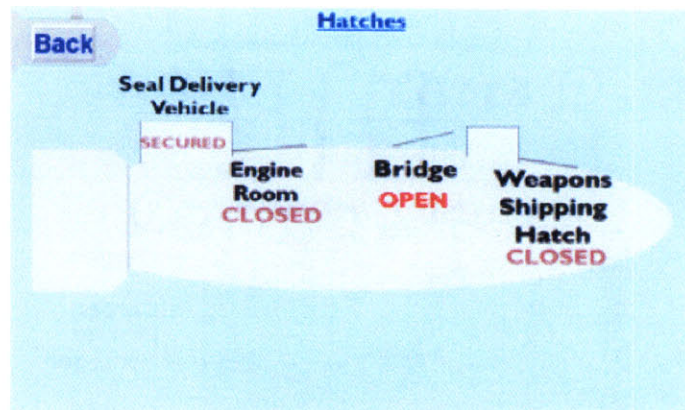 Hatches
Back
Seal Delivery
Vehicle
SECURED
Engine
Room
CLOSED
Bridge
OPEN
Weapons
Shipping
Hatch
CLOSED